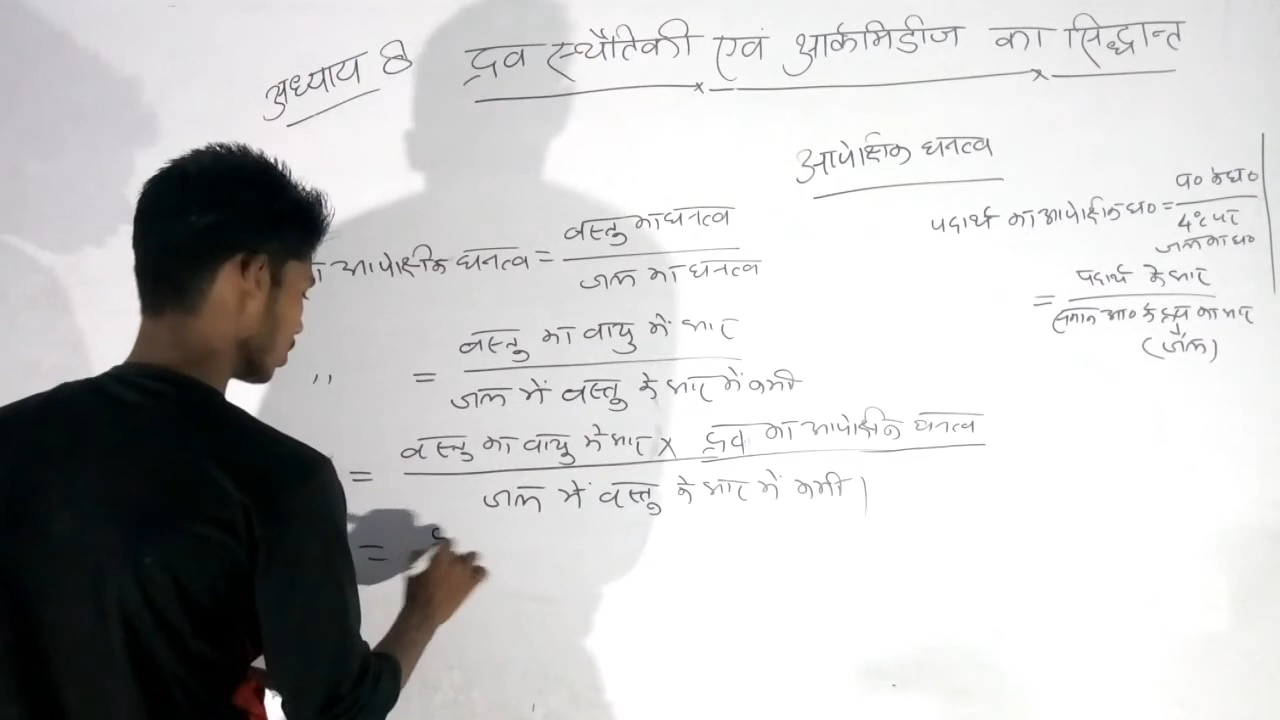 अध्याय 8 द्रव स्थैतिकी एवं आर्कमिडीज का सिद्धान्त
आपेक्षिक घनत्व
आपेक्षिक घनत्व = वस्तु का घनत्व
जल का घनत्व
,, = वस्तु का वायु में भार
जल में वस्तु के भार में कमी
= वस्तु का वायु में भार × द्रव का आपेक्षिक घनत्व
जल में वस्तु के भार में कमी।
=
पदार्थ का आपेक्षिक घ० = प० के घ०
4°C पर
जल का घ०
= पदार्थ के भार
समान आ० के द्रव्य का भार
(जल)